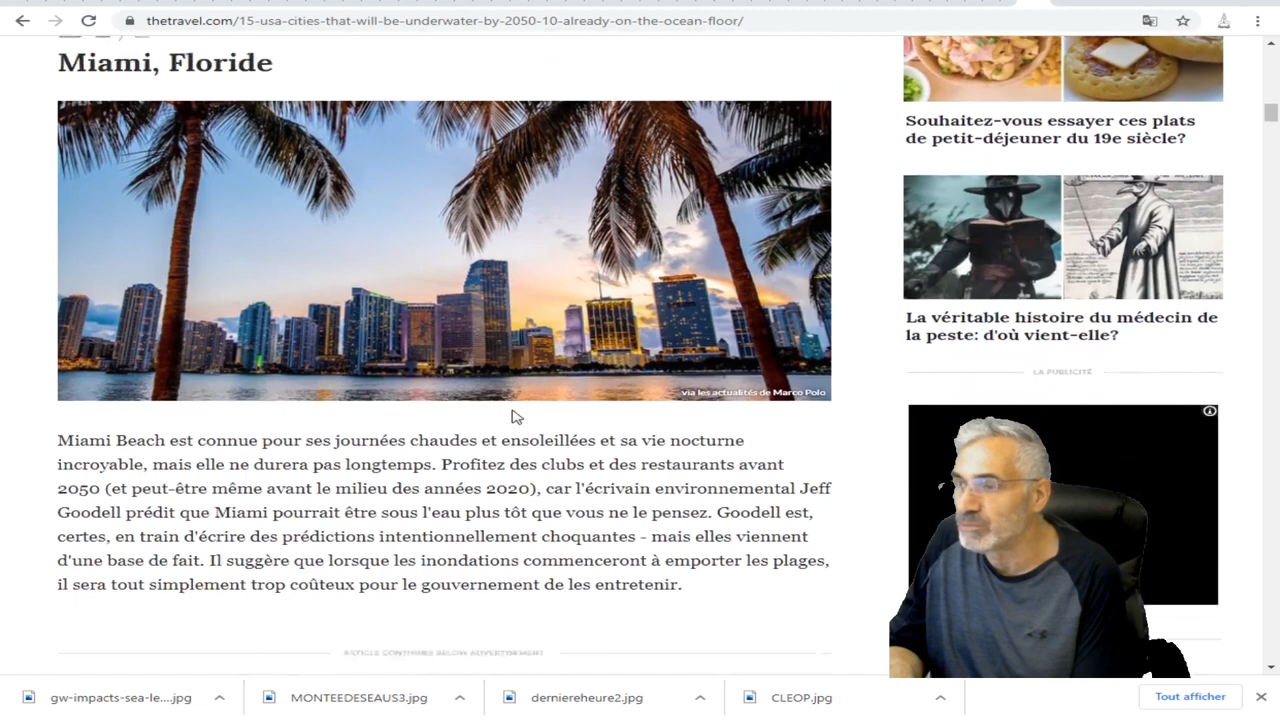 thetravel.com/15-usa-cities-that-will-be-underwater-by-2050-10-already-on-the-ocean-floor/
Miami, Floride
via les actualités de Marco Polo
Miami Beach est connue pour ses journées chaudes et ensoleillées et sa vie nocturne
incroyable, mais elle ne durera pas longtemps. Profitez des clubs et des restaurants avant
2050 (et peut-être même avant le milieu des années 2020), car l'écrivain environnemental Jeff
Goodell prédit que Miami pourrait être sous l'eau plus tôt que vous ne le pensez. Goodell est,
certes, en train d'écrire des prédictions intentionnellement choquantes - mais elles viennent
d'une base de fait. Il suggère que lorsque les inondations commenceront à emporter les plages,
il sera tout simplement trop coûteux pour le gouvernement de les entretenir.
ARTICLE CONTINUES BELOW ADVERTISEMENT
Souhaitez-vous essayer ces plats
de petit-déjeuner du 19e siècle?
La véritable histoire du médecin de
la peste: d'où vient-elle?
LA PUBLICITÉ
gw-impacts-sea-le....jpg
MONTEEDESEAUS3.jpg
derniereheure2.jpg
CLEOP.jpg
Tout afficher